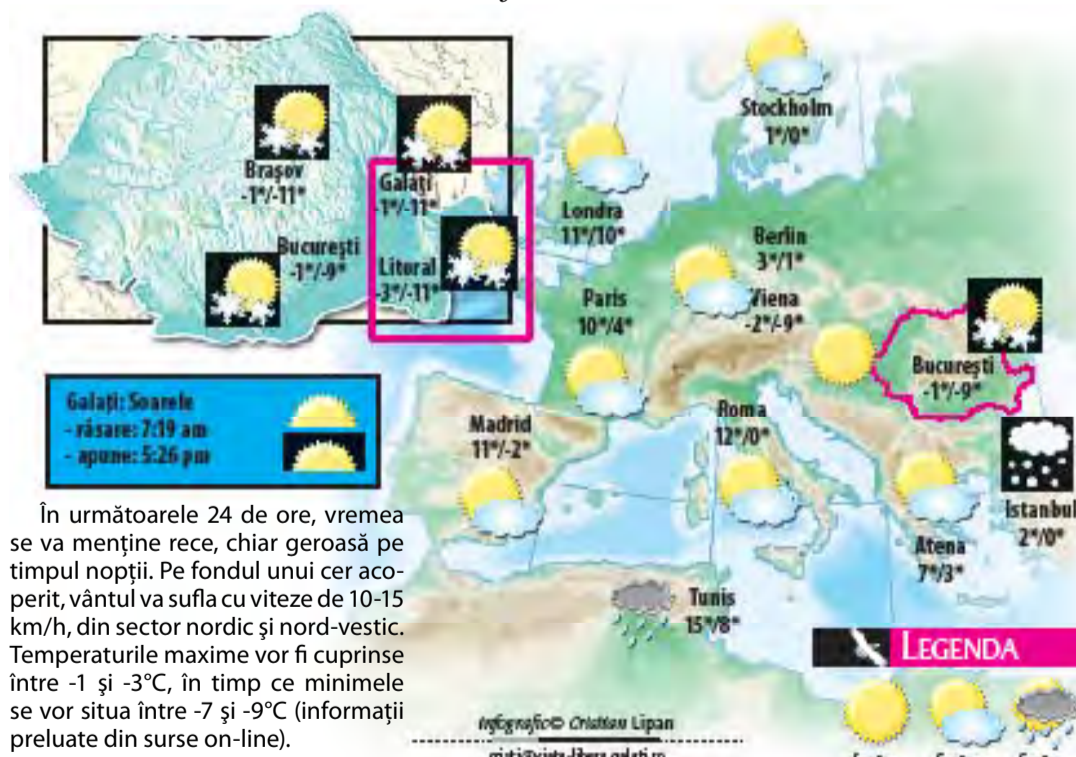 Stockholm
1°/0°
Brașov
-1°/-11°
Galați
-1°/-11°
București
-1°/-9°
Litoral
-3°/-11°
Londra
11°/10°
Berlin
3°/1°
Paris
10°/4°
Viena
-2°/-9°
București
-1°/-9°
Galați: Soarele
- răsare: 7:19 am
- apune: 5:26 pm
Madrid
11°/-2°
Roma
12°/0°
Istanbul
2°/0°
Atena
7°/3°
Tunis
15°/8°
În următoarele 24 de ore, vremea
se va menţine rece, chiar geroasă pe
timpul nopţii. Pe fondul unui cer aco-
perit, vântul va sufla cu viteze de 10-15
km/h, din sector nordic şi nord-vestic.
Temperaturile maxime vor fi cuprinse
între -1 şi -3°C, în timp ce minimele
se vor situa între -7 şi -9°C (informaţii
preluate din surse on-line).
LEGENDA
Infografic© Cristian Lipan